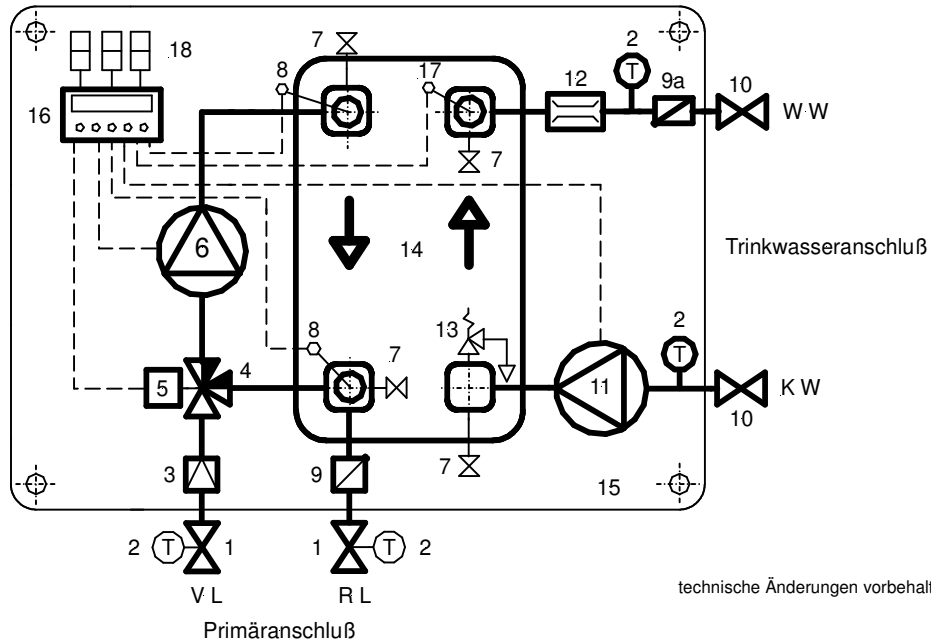 18
7
8
17
12
2
T
9a
10
16
W W
7
6
14
Trinkwasseranschluß
8
13
2
T
7
5
4
11
K W
10
3
9
7
15
2
T
1
1
T
2
V L
R L
technische Änderungen vorbehalt
Primäranschluß